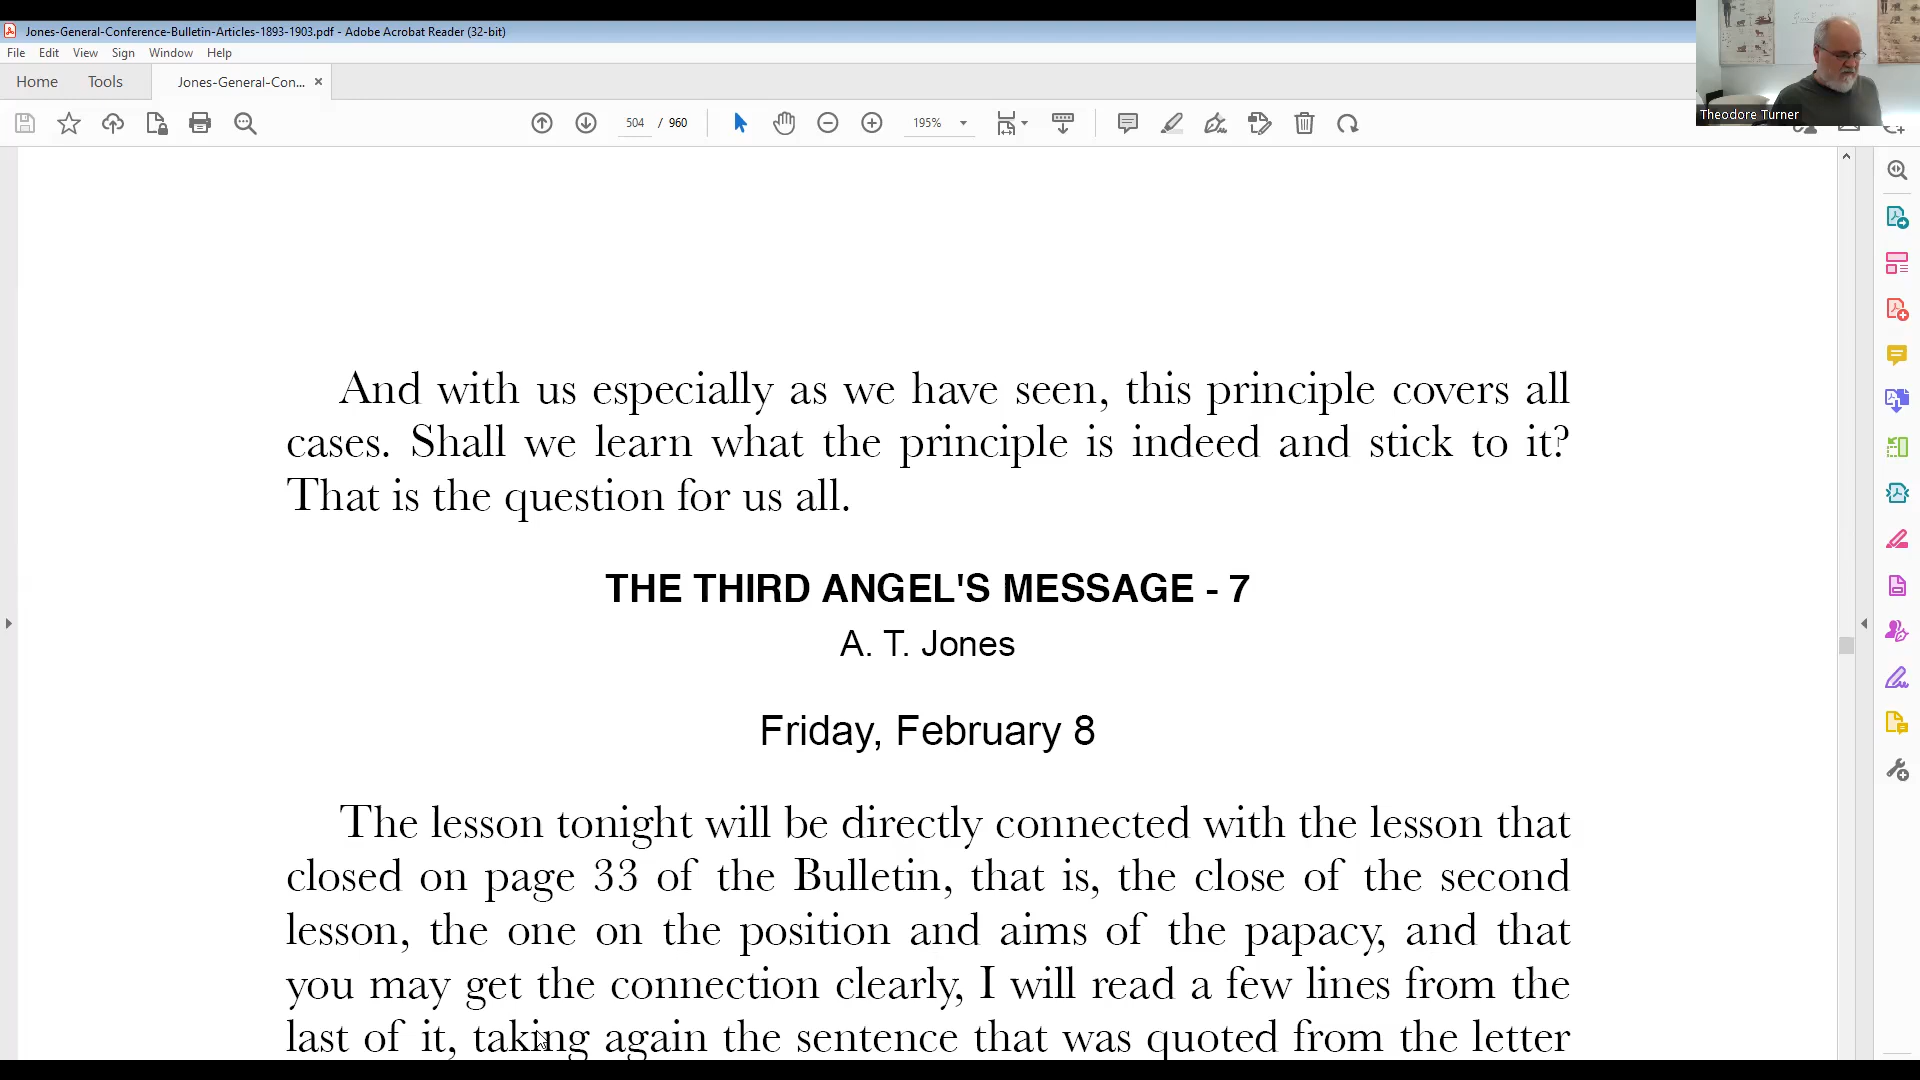 Jones-General-Conference-Bulletin-Articles-1893-1903.pdf - Adobe Acrobat Reader (32-bit)
File Edit View Sign Window Help
Home Tools Jones-General-Con... ×
504 / 960 195%
Theodore Turner
And with us especially as we have seen, this principle covers all
cases. Shall we learn what the principle is indeed and stick to it?
That is the question for us all.
THE THIRD ANGEL'S MESSAGE - 7
A. T. Jones
Friday, February 8
The lesson tonight will be directly connected with the lesson that
closed on page 33 of the Bulletin, that is, the close of the second
lesson, the one on the position and aims of the papacy, and that
you may get the connection clearly, I will read a few lines from the
last of it, taking again the sentence that was quoted from the letter